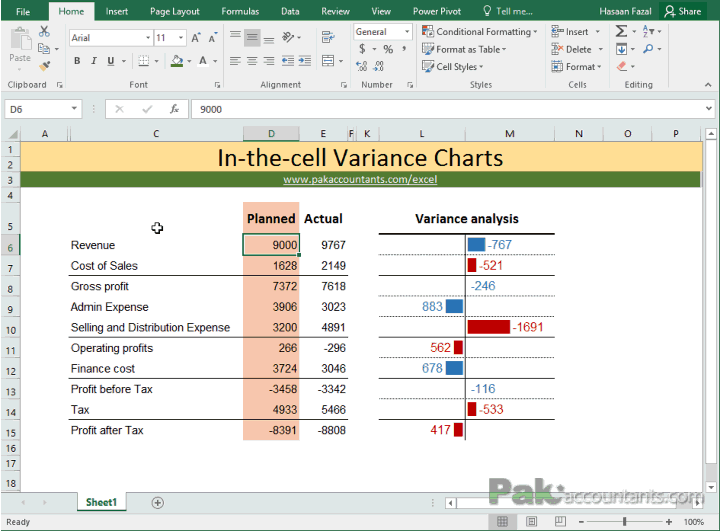 File Home Insert Page Layout Formulas Data Review View Power Pivot Tell me... Hasaan Fazal Share
Arial 11 A A General Conditional Formatting Insert
Paste B I U A $ % , Format as Table Delete
Cell Styles Format
Clipboard Font Alignment Number Styles Cells Editing
D6 fx 9000
A C D E F K L M N O P
1 In-the-cell Variance Charts
2
3 www.pakaccountants.com/excel
4
5 Planned Actual Variance analysis
6 Revenue 9000 9767 -767
7 Cost of Sales 1628 2149 -521
8 Gross profit 7372 7618 -246
9 Admin Expense 3906 3023 883
10 Selling and Distribution Expense 3200 4891 -1691
11 Operating profits 266 -296 562
12 Finance cost 3724 3046 678
13 Profit before Tax -3458 -3342 -116
14 Tax 4933 5466 -533
15 Profit after Tax -8391 -8808 417
16
17
18
Pakaccountants.com
Sheet1
Ready 100%